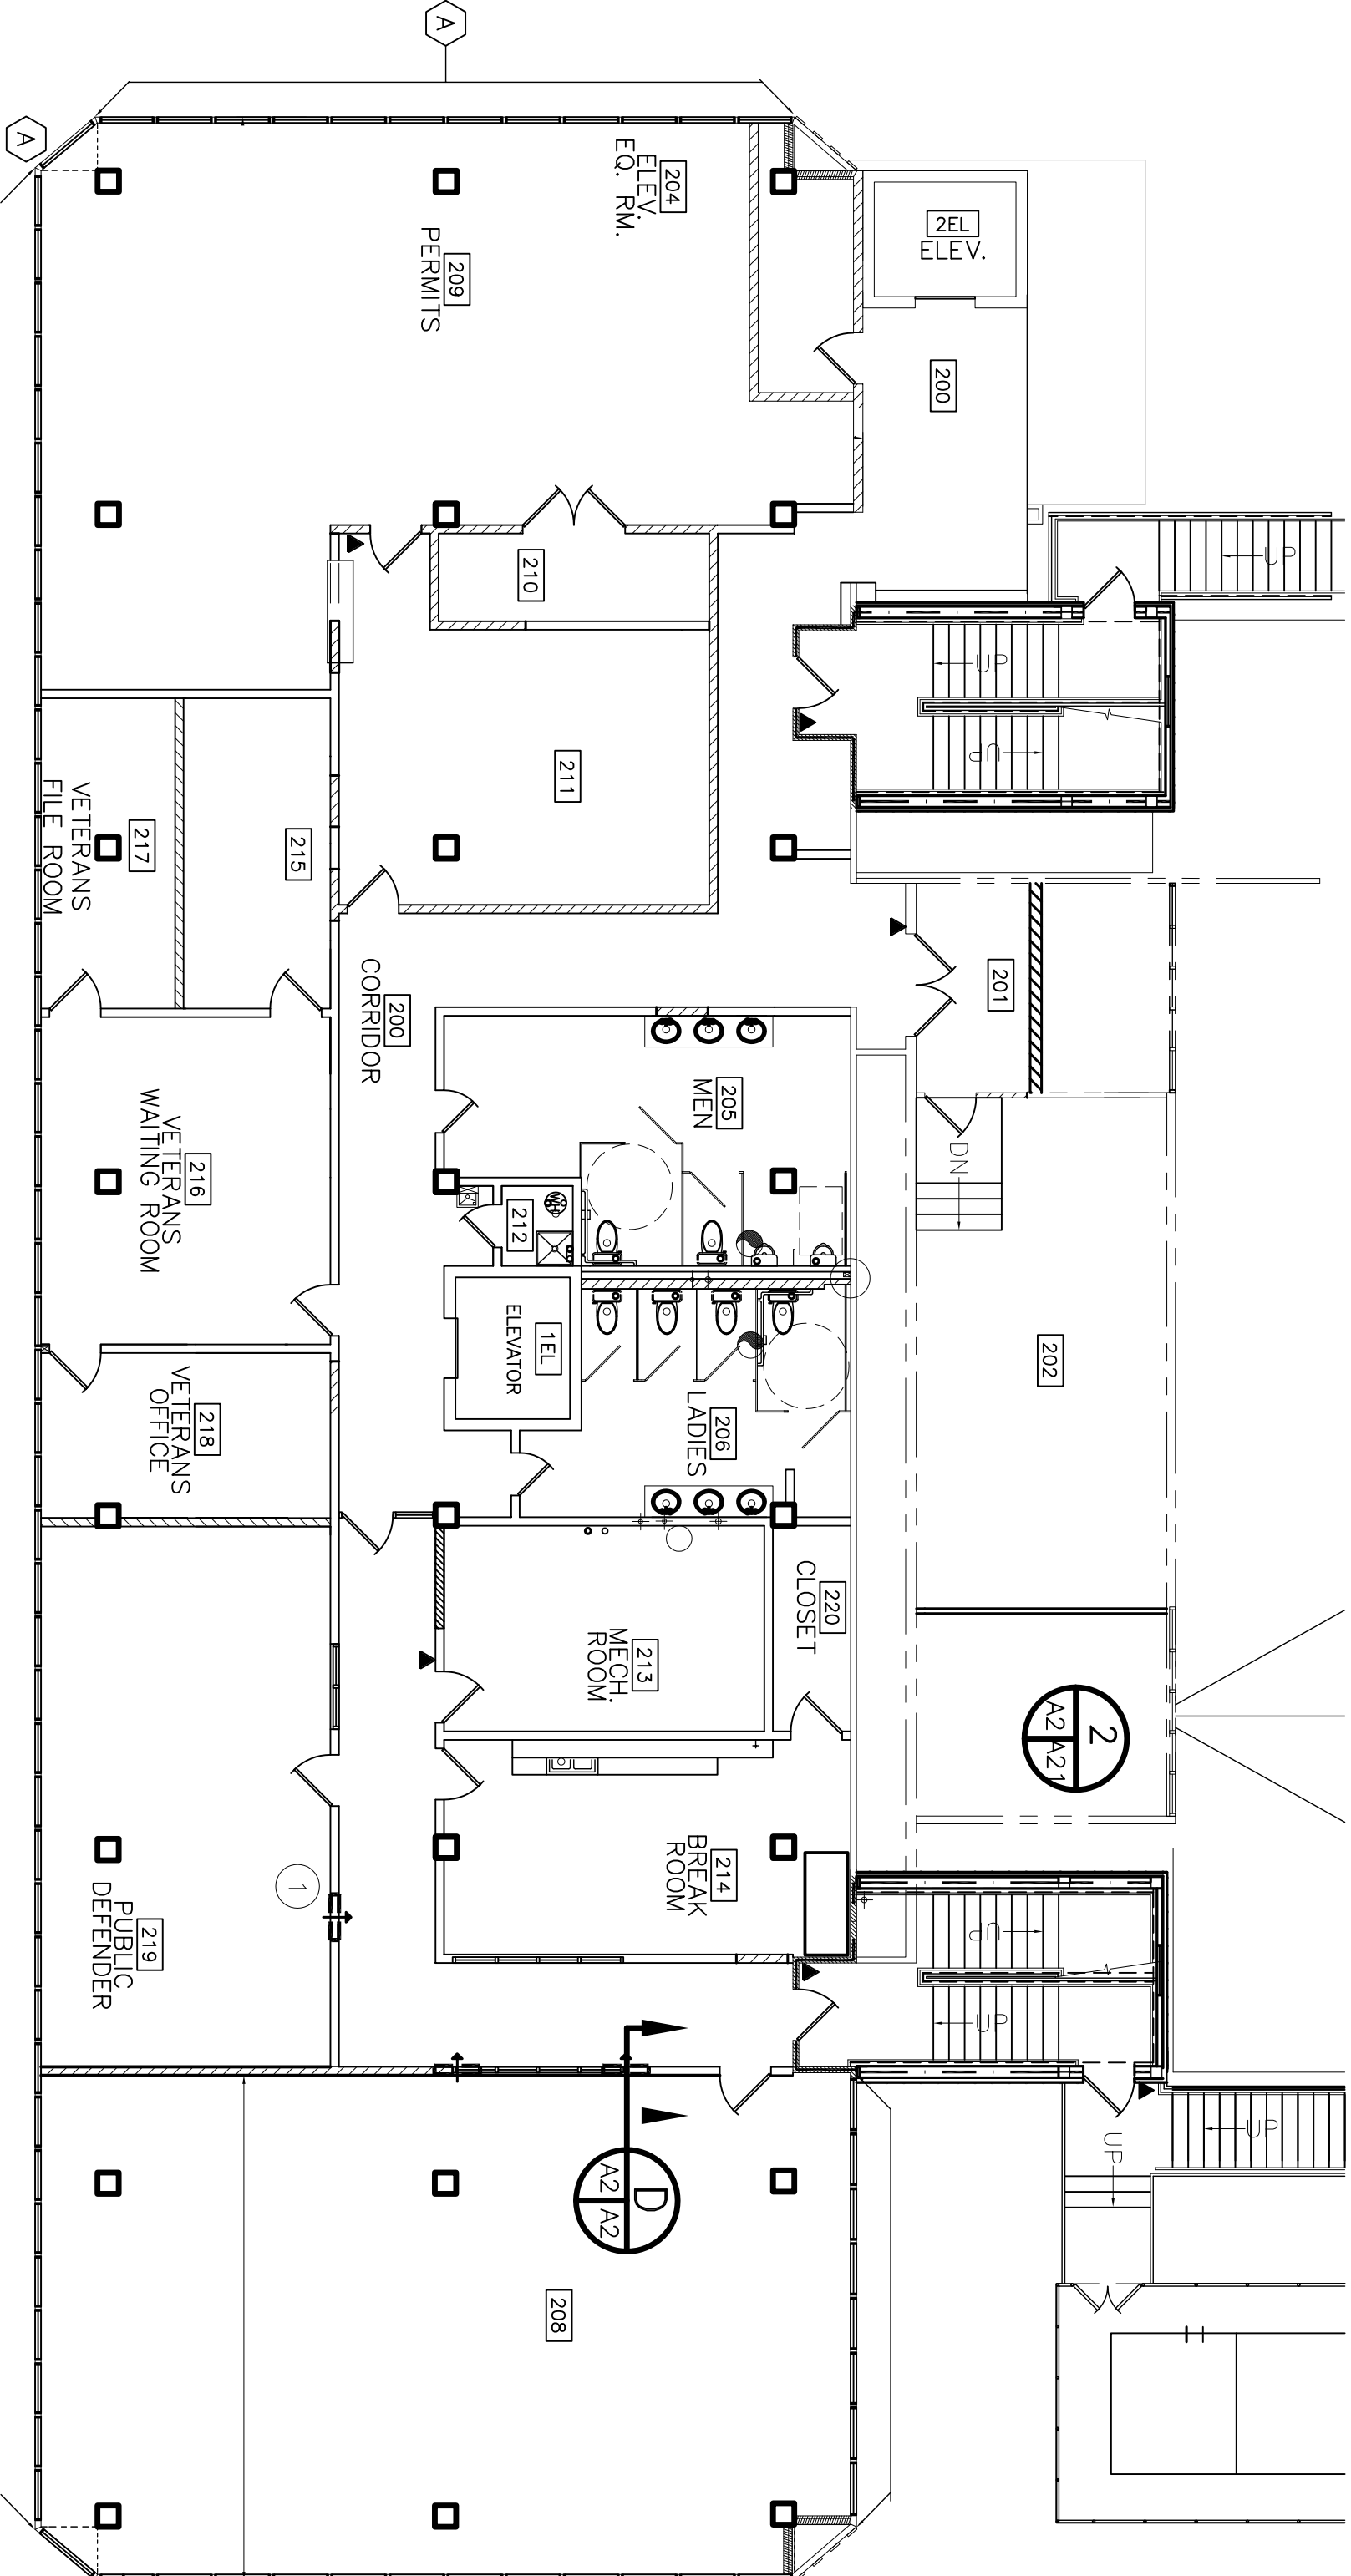 A
A
204
ELEV.
EQ. RM.
2EL
ELEV.
209
PERMITS
200
UP
210
UP
UP
211
215
217
VETERANS
FILE ROOM
201
200
CORRIDOR
205
MEN
DN
216
VETERANS
WAITING ROOM
212
WH
1EL
ELEVATOR
202
206
LADIES
218
VETERANS
OFFICE
220
CLOSET
213
MECH.
ROOM
2
A2
A21
214
BREAK
ROOM
1
219
PUBLIC
DEFENDER
UP
UP
UP
UP
D
A2
A2
208